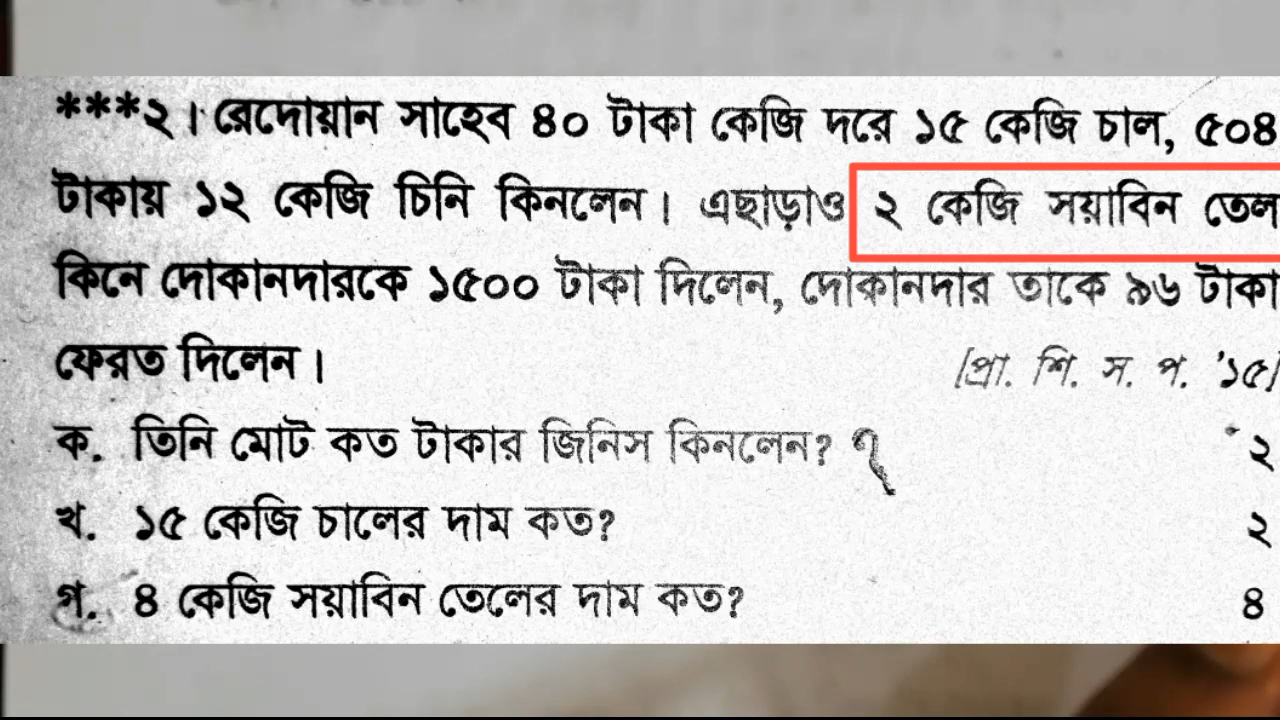 ***২। রেদোয়ান সাহেব ৪০ টাকা কেজি দরে ১৫ কেজি চাল, ৫০৪
টাকায় ১২ কেজি চিনি কিনলেন। এছাড়াও ২ কেজি সয়াবিন তেল
কিনে দোকানদারকে ১৫০০ টাকা দিলেন, দোকানদার তাকে ৯৬ টাকা
ফেরত দিলেন। [প্রা. শি. স. প. '১৫]
ক. তিনি মোট কত টাকার জিনিস কিনলেন? ২
খ. ১৫ কেজি চালের দাম কত? ২
গ. ৪ কেজি সয়াবিন তেলের দাম কত? ৪